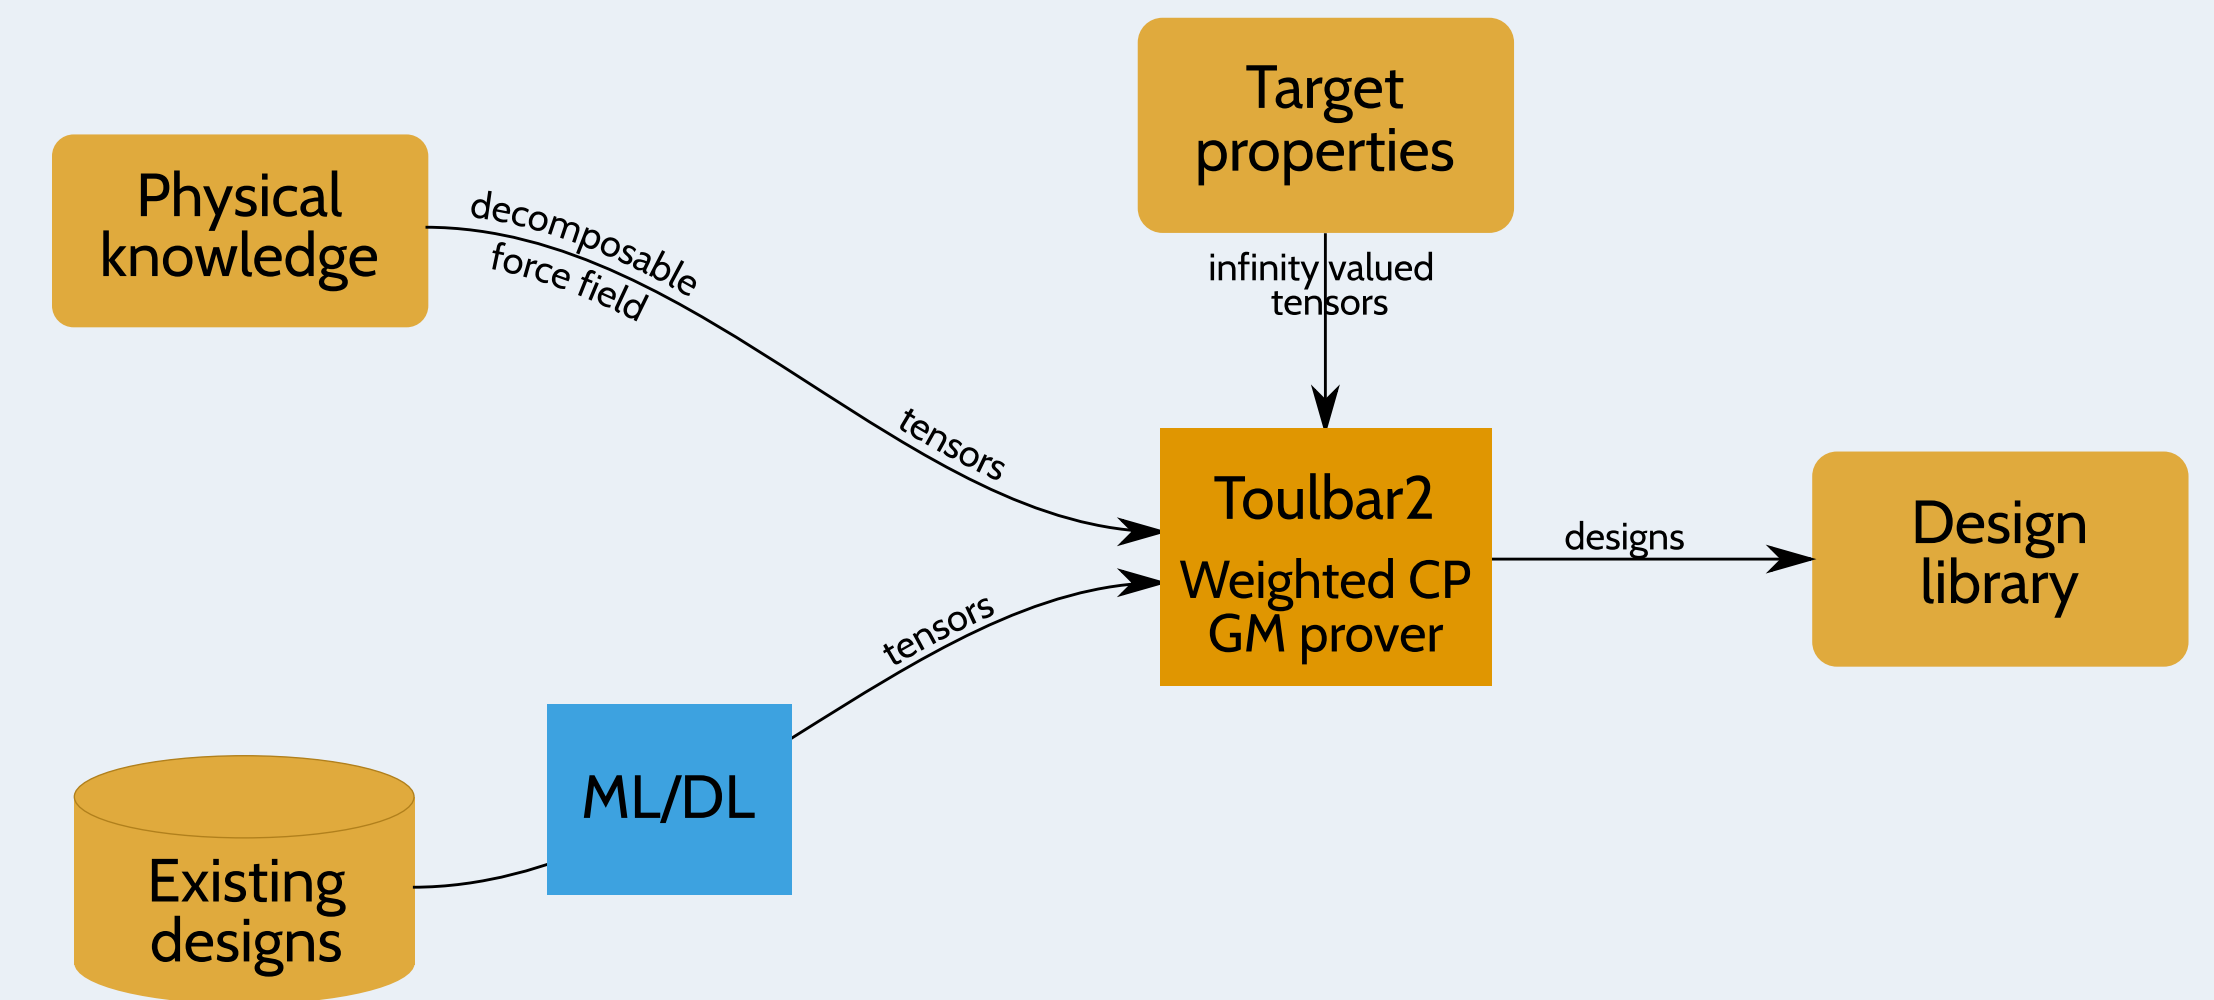 Target
properties
Physical
knowledge
decomposable
force field
infinity valued
tensors
tensors
Toulbar2
Weighted CP
GM prover
designs
Design
library
tensors
ML/DL
Existing
designs